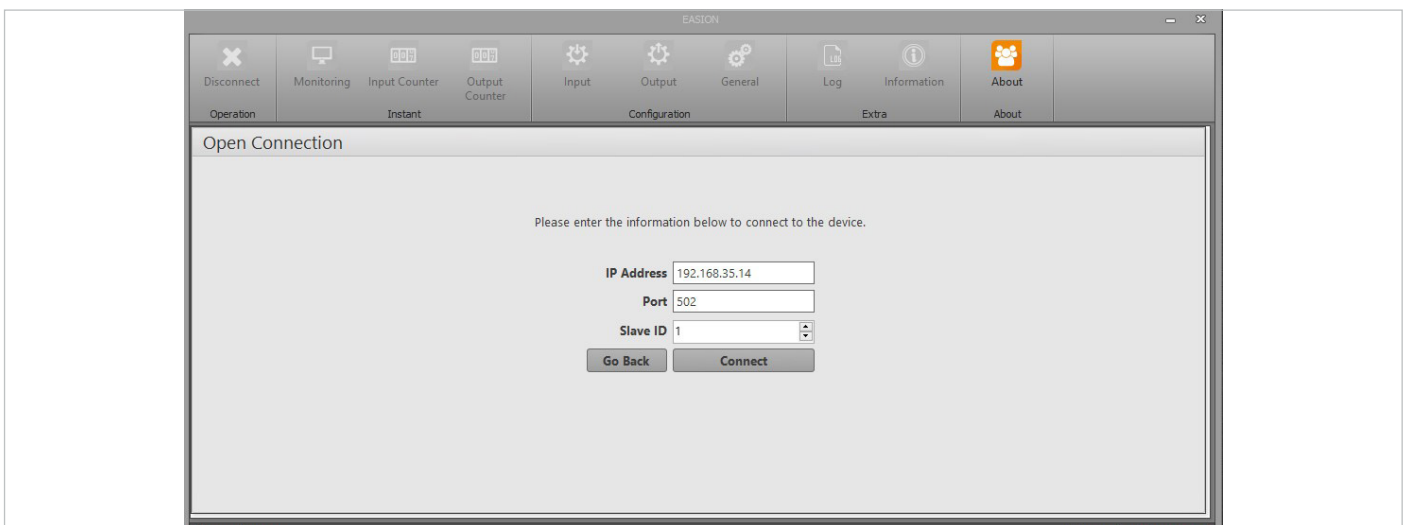 EASION
Disconnect Monitoring Input Counter Output Counter Input Output General Log Information About
Operation Instant Configuration Extra About
Open Connection
Please enter the information below to connect to the device.
IP Address 192.168.35.14
Port 502
Slave ID 1
Go Back Connect